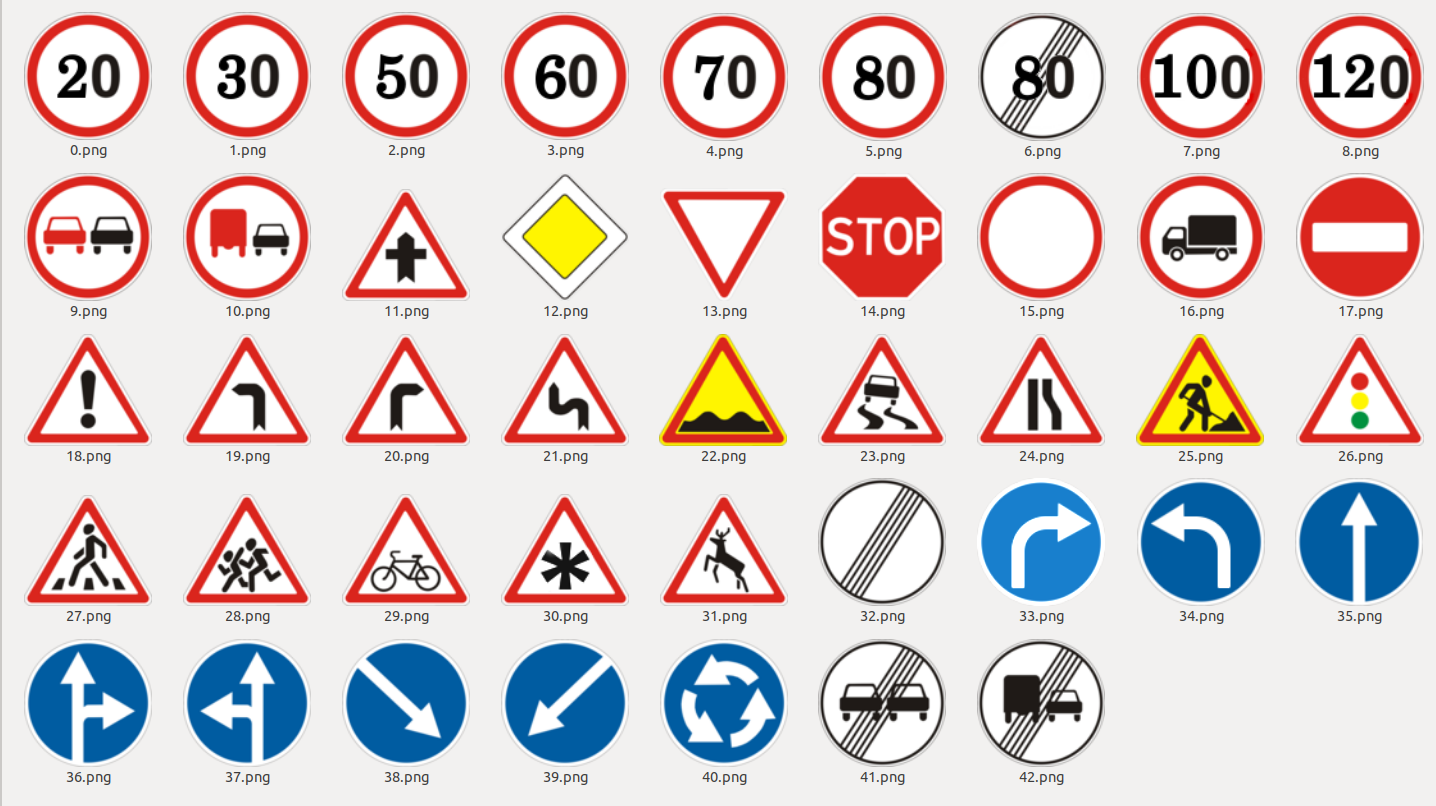 20 30 50 60 70 80 80 100 120
0.png 1.png 2.png 3.png 4.png 5.png 6.png 7.png 8.png
STOP
9.png 10.png 11.png 12.png 13.png 14.png 15.png 16.png 17.png
18.png 19.png 20.png 21.png 22.png 23.png 24.png 25.png 26.png
27.png 28.png 29.png 30.png 31.png 32.png 33.png 34.png 35.png
36.png 37.png 38.png 39.png 40.png 41.png 42.png